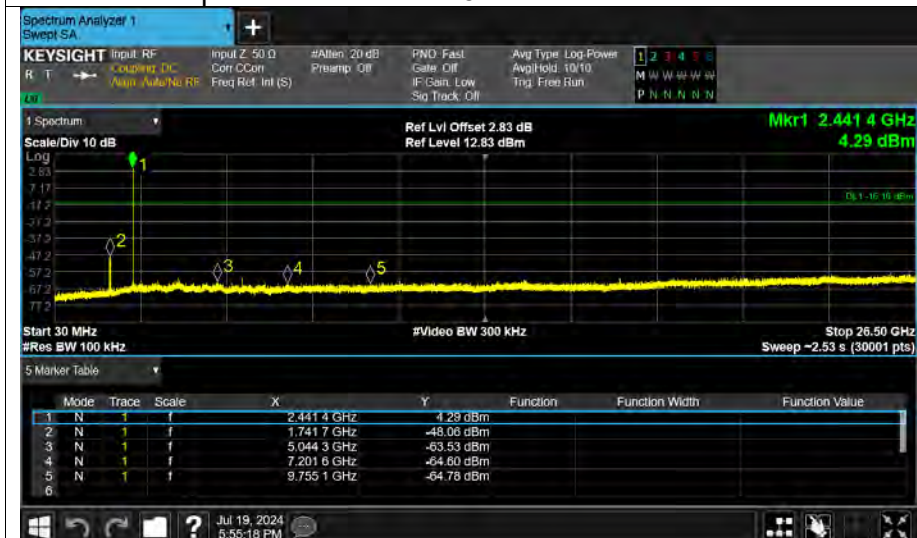 Spectrum Analyzer 1
Swept SA
+
KEYSIGHT Input: RF Input Z: 50 Ω #Atten: 20 dB PNO: Fast Avg Type: Log-Power 1 2 3 4 5 6
R T Coupling: DC Corr CCorr Preamp: Off Gate: Off Avg|Hold: 10/10 M W W W W W W
Align: Auto/No RF Freq Ref: Int (S) IF Gain: Low Trig: Free Run
Sig Track: Off P N N N N N N
1 Spectrum Ref Lvl Offset 2.83 dB Mkr1 2.441 4 GHz
Scale/Div 10 dB Ref Level 12.83 dBm 4.29 dBm
Log
1
2.83
-7.17
DL1 -16.16 dBm
-17.2
-27.2
-37.2
2
-47.2
-57.2
3 4 5
-67.2
-77.2
Start 30 MHz #Video BW 300 kHz Stop 26.50 GHz
#Res BW 100 kHz Sweep ~2.53 s (30001 pts)
5 Marker Table
Mode Trace Scale X Y Function Function Width Function Value
1 N 1 f 2.441 4 GHz 4.29 dBm
2 N 1 f 1.741 7 GHz -48.06 dBm
3 N 1 f 5.044 3 GHz -63.53 dBm
4 N 1 f 7.201 6 GHz -64.60 dBm
5 N 1 f 9.755 1 GHz -64.78 dBm
6
? Jul 19, 2024
5:55:18 PM